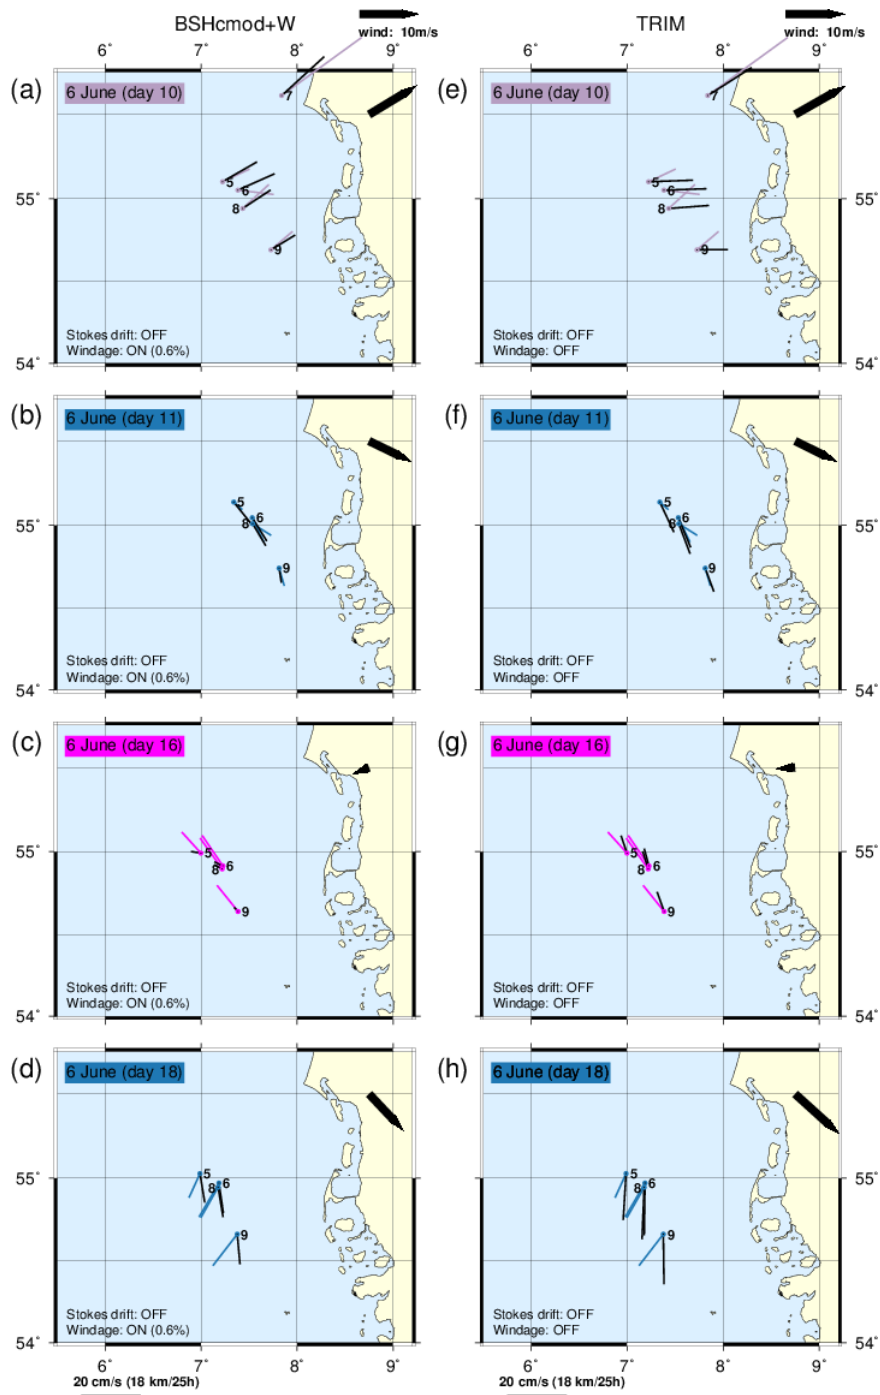 BSHcmod+W
TRIM
wind: 10m/s
wind: 10m/s
6° 7° 8° 9°
6° 7° 8° 9°
(a) 6 June (day 10)
7
5
6
8
9
55°
Stokes drift: OFF
Windage: ON (0.6%)
54°
(e) 6 June (day 10)
7
5
6
8
9
55°
Stokes drift: OFF
Windage: OFF
54°
(b) 6 June (day 11)
5
6
8
9
55°
Stokes drift: OFF
Windage: ON (0.6%)
54°
(f) 6 June (day 11)
5
6
8
9
55°
Stokes drift: OFF
Windage: OFF
54°
(c) 6 June (day 16)
5
6
8
9
55°
Stokes drift: OFF
Windage: ON (0.6%)
54°
(g) 6 June (day 16)
5
6
8
9
55°
Stokes drift: OFF
Windage: OFF
54°
(d) 6 June (day 18)
5
6
8
9
55°
Stokes drift: OFF
Windage: ON (0.6%)
54°
(h) 6 June (day 18)
5
6
8
9
55°
Stokes drift: OFF
Windage: OFF
54°
6° 7° 8° 9°
6° 7° 8° 9°
20 cm/s (18 km/25h)
20 cm/s (18 km/25h)